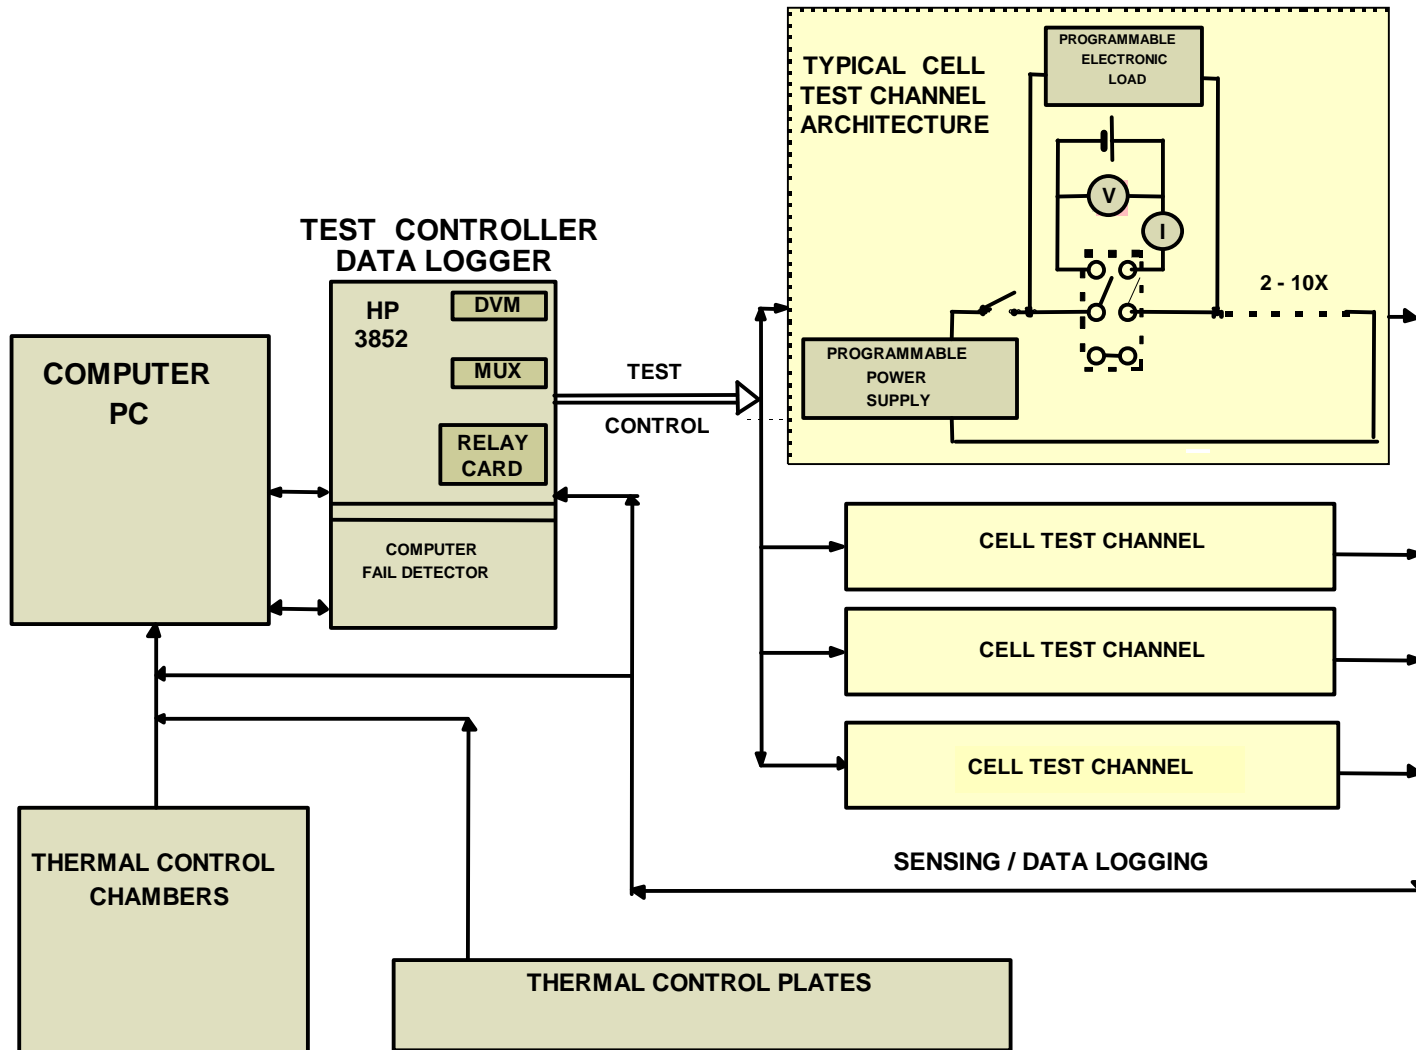 TYPICAL CELL
TEST CHANNEL
ARCHITECTURE
PROGRAMMABLE
ELECTRONIC
LOAD
V
I
2 - 10X
PROGRAMMABLE
POWER
SUPPLY
TEST CONTROLLER
DATA LOGGER
HP
3852
DVM
MUX
RELAY
CARD
COMPUTER
FAIL DETECTOR
COMPUTER
PC
TEST
CONTROL
CELL TEST CHANNEL
CELL TEST CHANNEL
CELL TEST CHANNEL
SENSING / DATA LOGGING
THERMAL CONTROL
CHAMBERS
THERMAL CONTROL PLATES